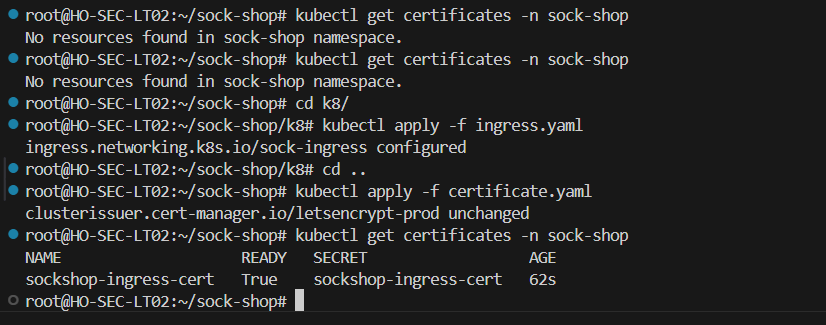 root@HO-SEC-LT02:~/sock-shop# kubectl get certificates -n sock-shop
No resources found in sock-shop namespace.
root@HO-SEC-LT02:~/sock-shop# kubectl get certificates -n sock-shop
No resources found in sock-shop namespace.
root@HO-SEC-LT02:~/sock-shop# cd k8/
root@HO-SEC-LT02:~/sock-shop/k8# kubectl apply -f ingress.yaml
ingress.networking.k8s.io/sock-ingress configured
root@HO-SEC-LT02:~/sock-shop/k8# cd ..
root@HO-SEC-LT02:~/sock-shop# kubectl apply -f certificate.yaml
clusterissuer.cert-manager.io/letsencrypt-prod unchanged
root@HO-SEC-LT02:~/sock-shop# kubectl get certificates -n sock-shop
NAME                    READY   SECRET                  AGE
sockshop-ingress-cert   True    sockshop-ingress-cert   62s
root@HO-SEC-LT02:~/sock-shop#